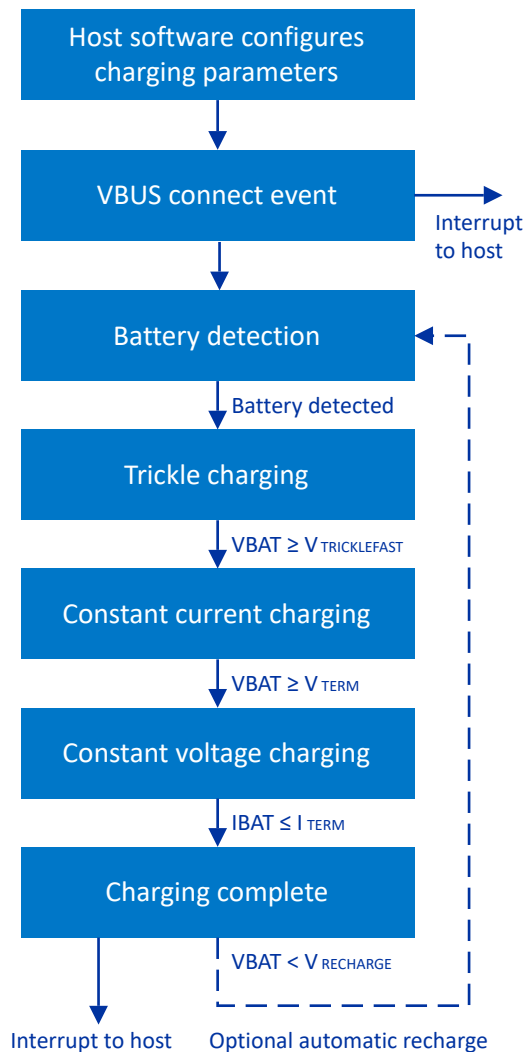 Host software configures
charging parameters
VBUS connect event
Interrupt
to host
Battery detection
Battery detected
Trickle charging
VBAT ≥ V TRICKLEFAST
Constant current charging
VBAT ≥ V TERM
Constant voltage charging
IBAT ≤ I TERM
Charging complete
VBAT < V RECHARGE
Interrupt to host
Optional automatic recharge